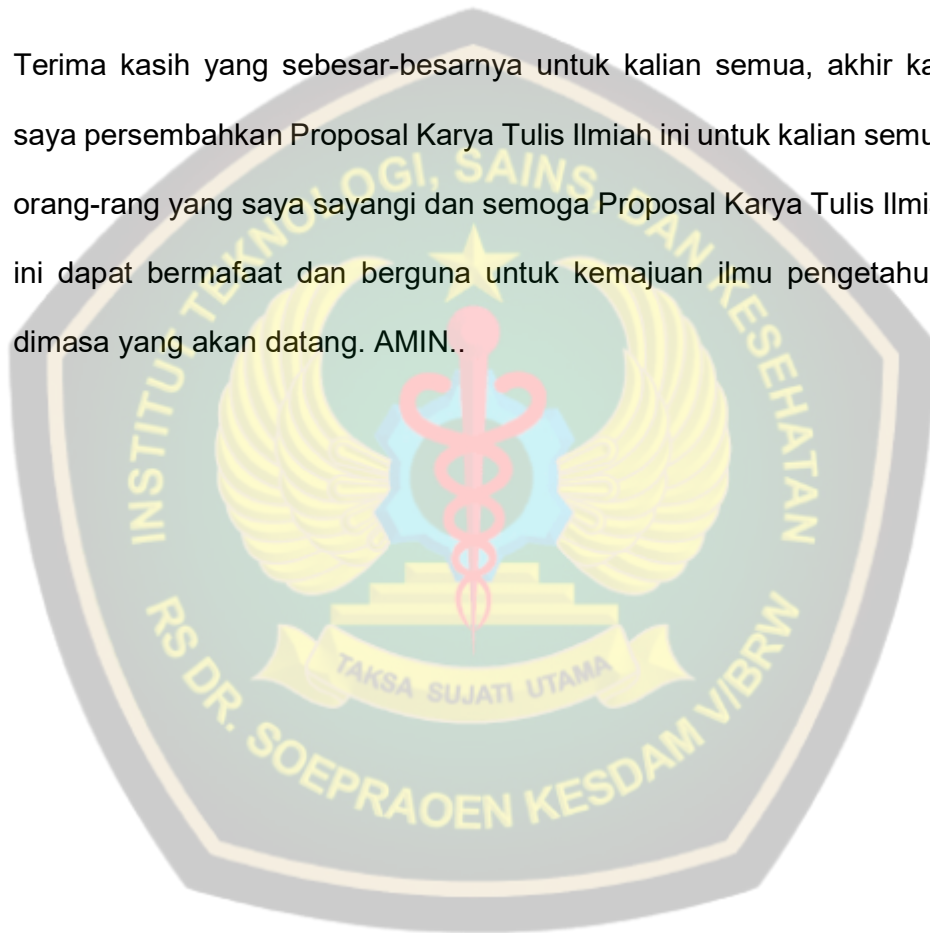 Terima kasih yang sebesar-besarnya untuk kalian semua, akhir ka
saya persembahkan Proposal Karya Tulis Ilmiah ini untuk kalian semu
orang-rang yang saya sayangi dan semoga Proposal Karya Tulis Ilmi
ini dapat bermafaat dan berguna untuk kemajuan ilmu pengetahu
dimasa yang akan datang. AMIN..
INSTITUT TEKNOLOGI, SAINS, DAN KESEHATAN
TAKSA SUJATI UTAMA
RS DR. SOEPRAOEN KESDAM V/BRW